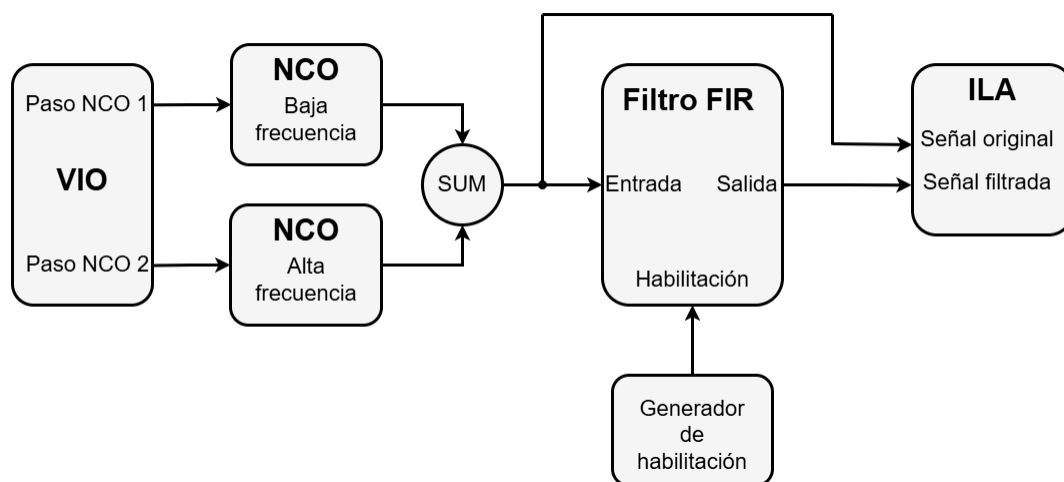 Paso NCO 1
VIO
Paso NCO 2
NCO
Baja
frecuencia
NCO
Alta
frecuencia
SUM
Filtro FIR
Entrada
Salida
Habilitación
Generador
de
habilitación
ILA
Señal original
Señal filtrada